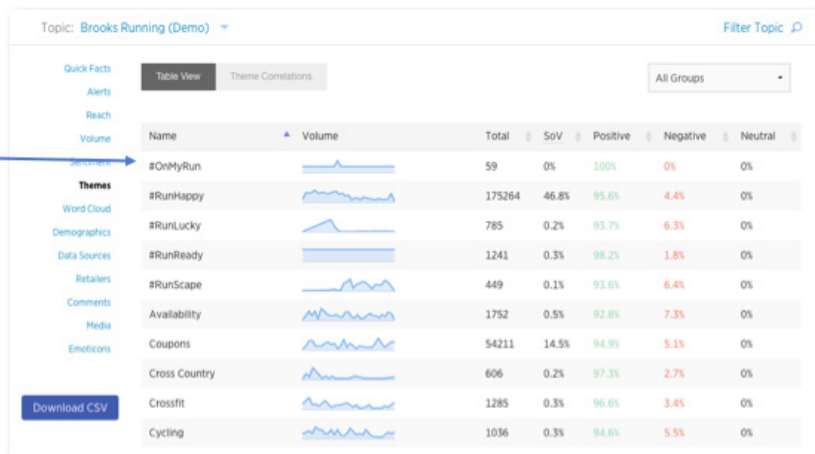 Topic: Brooks Running (Demo) Filter Topic
Quick Facts
Alerts
Reach
Volume
Sentiment
Themes
Word Cloud
Demographics
Data Sources
Retailers
Comments
Media
Emoticons
Download CSV
Table View Theme Correlations All Groups
Name Volume Total SoV Positive Negative Neutral
#OnMyRun 59 0% 100% 0% 0%
#RunHappy 175264 46.8% 95.6% 4.4% 0%
#RunLucky 785 0.2% 93.7% 6.3% 0%
#RunReady 1241 0.3% 98.2% 1.8% 0%
#RunScape 449 0.1% 93.6% 6.4% 0%
Availability 1752 0.5% 92.8% 7.3% 0%
Coupons 54211 14.5% 94.9% 5.1% 0%
Cross Country 606 0.2% 97.3% 2.7% 0%
Crossfit 1285 0.3% 96.6% 3.4% 0%
Cycling 1036 0.3% 94.6% 5.5% 0%